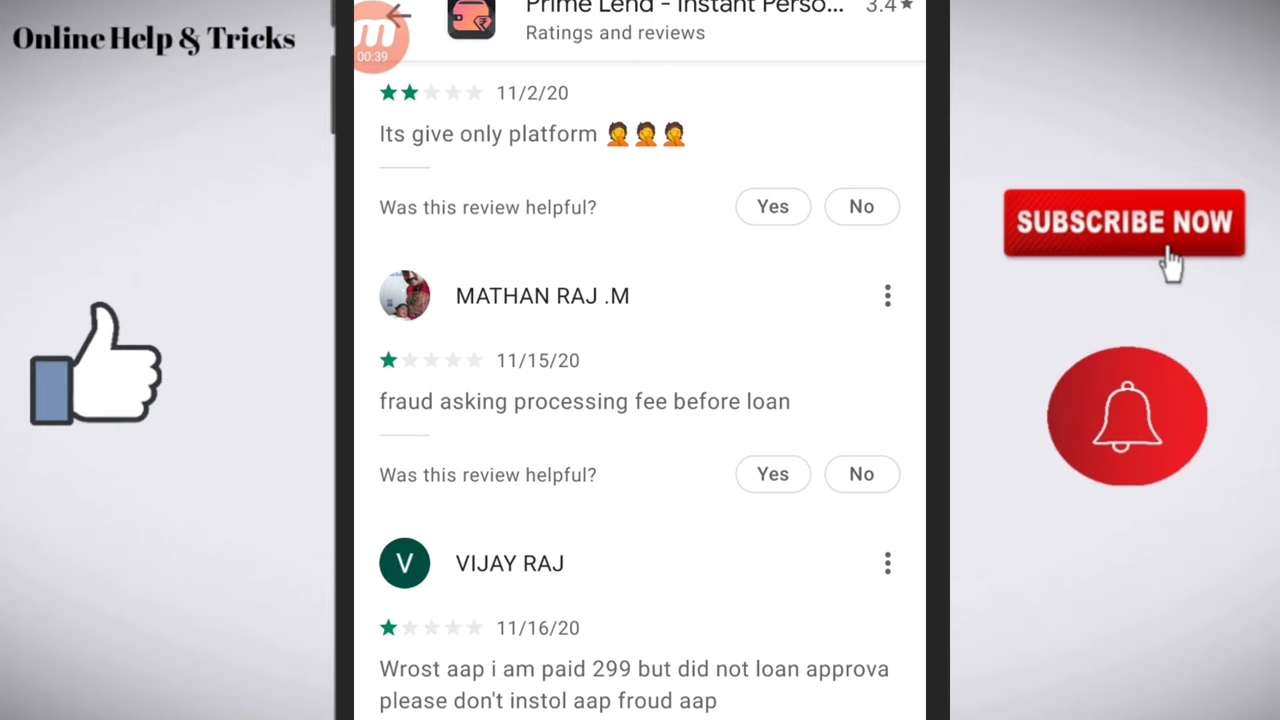 Online Help & Tricks
00:39
Prime Lend - Instant Perso... 3.4★
Ratings and reviews
11/2/20
Its give only platform 🤦🤦🤦
Was this review helpful? Yes No
MATHAN RAJ .M
11/15/20
fraud asking processing fee before loan
Was this review helpful? Yes No
V VIJAY RAJ
11/16/20
Wrost aap i am paid 299 but did not loan approva
please don't instol aap froud aap
SUBSCRIBE NOW